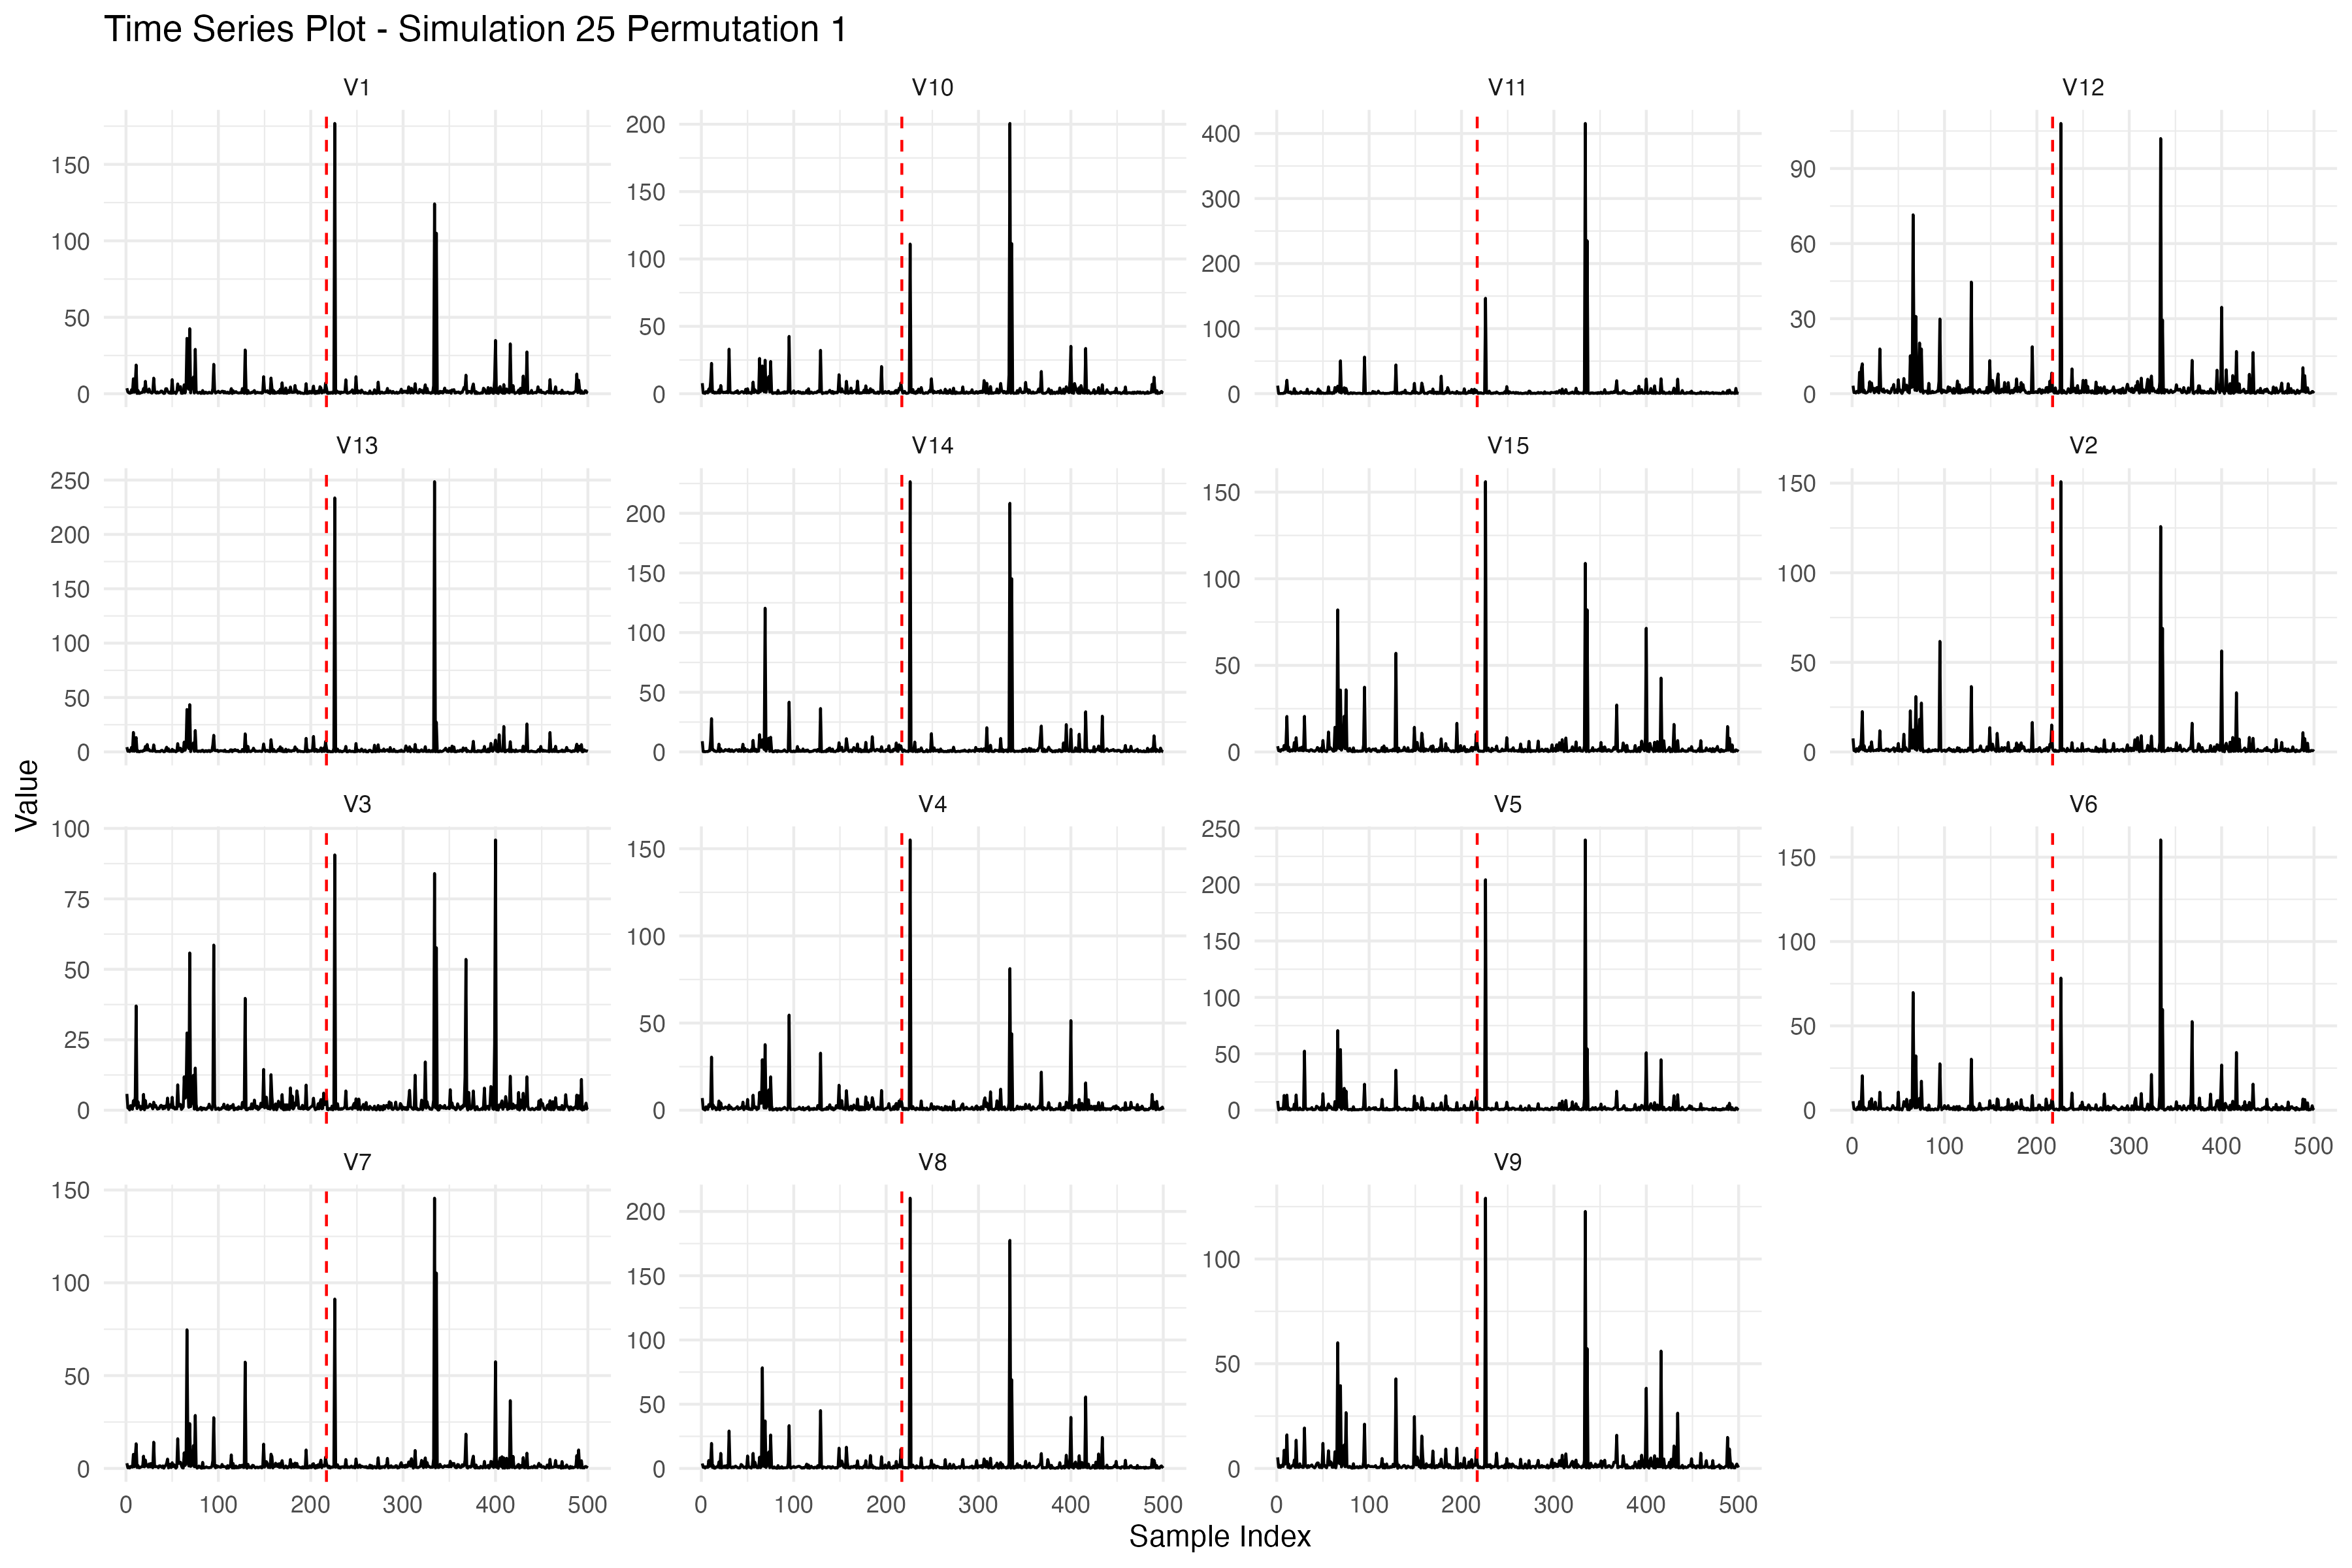 Time Series Plot - Simulation 25 Permutation 1
V1 V10 V11 V12
150 100 50 0
200 150 100 50 0
400 300 200 100 0
90 60 30 0
V13 V14 V15 V2
250 200 150 100 50 0
200 150 100 50 0
150 100 50 0
150 100 50 0
Value
V3 V4 V5 V6
100 75 50 25 0
150 100 50 0
250 200 150 100 50 0
150 100 50 0
0 100 200 300 400 500
V7 V8 V9
150 100 50 0
200 150 100 50 0
100 50 0
0 100 200 300 400 500
0 100 200 300 400 500
0 100 200 300 400 500
Sample Index